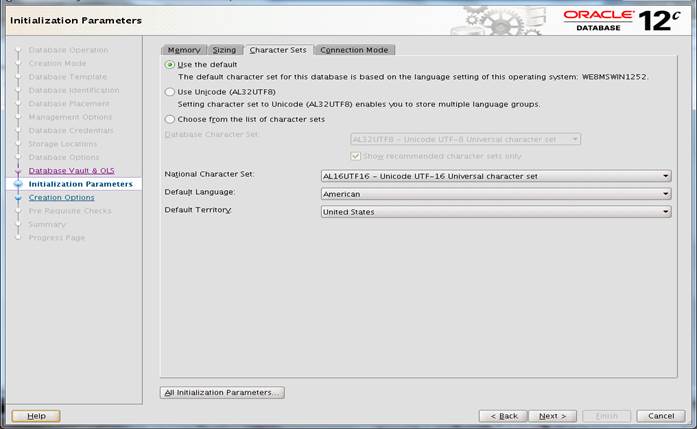 Initialization Parameters
ORACLE
DATABASE
12c
Database Operation
Creation Mode
Database Template
Database Identification
Database Placement
Management Options
Database Credentials
Storage Locations
Database Options
Database Vault & OLS
Initialization Parameters
Creation Options
Pre Requisite Checks
Summary
Progress Page
Memory Sizing Character Sets Connection Mode
Use the default
The default character set for this database is based on the language setting of this operating system: WE8MSWIN1252.
Use Unicode (AL32UTF8)
Setting character set to Unicode (AL32UTF8) enables you to store multiple language groups.
Choose from the list of character sets
Database Character Set: AL32UTF8 - Unicode UTF-8 Universal character set
Show recommended character sets only
National Character Set: AL16UTF16 - Unicode UTF-16 Universal character set
Default Language: American
Default Territory: United States
All Initialization Parameters...
Help < Back Next > Finish Cancel